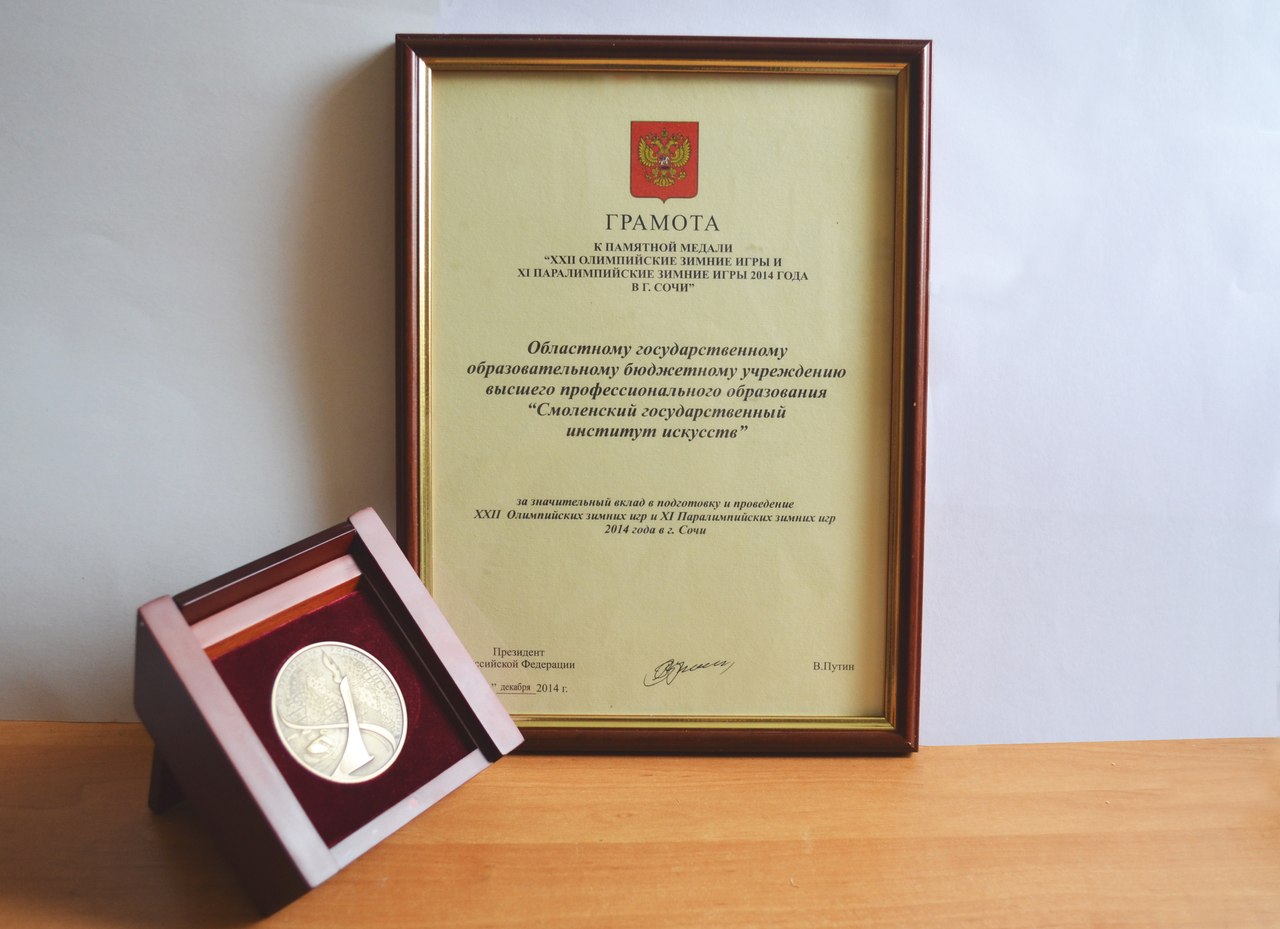 ГРАМОТА
К ПАМЯТНОЙ МЕДАЛИ
“XXII ОЛИМПИЙСКИЕ ЗИМНИЕ ИГРЫ И
XI ПАРАЛИМПИЙСКИЕ ЗИМНИЕ ИГРЫ 2014 ГОДА
В Г. СОЧИ”
Областному государственному
образовательному бюджетному учреждению
высшего профессионального образования
“Смоленский государственный
институт искусств”
за значительный вклад в подготовку и проведение
XXII Олимпийских зимних игр и XI Паралимпийских зимних игр
2014 года в г. Сочи
Президент
ссийской Федерации
В.Путин
” декабря 2014 г.